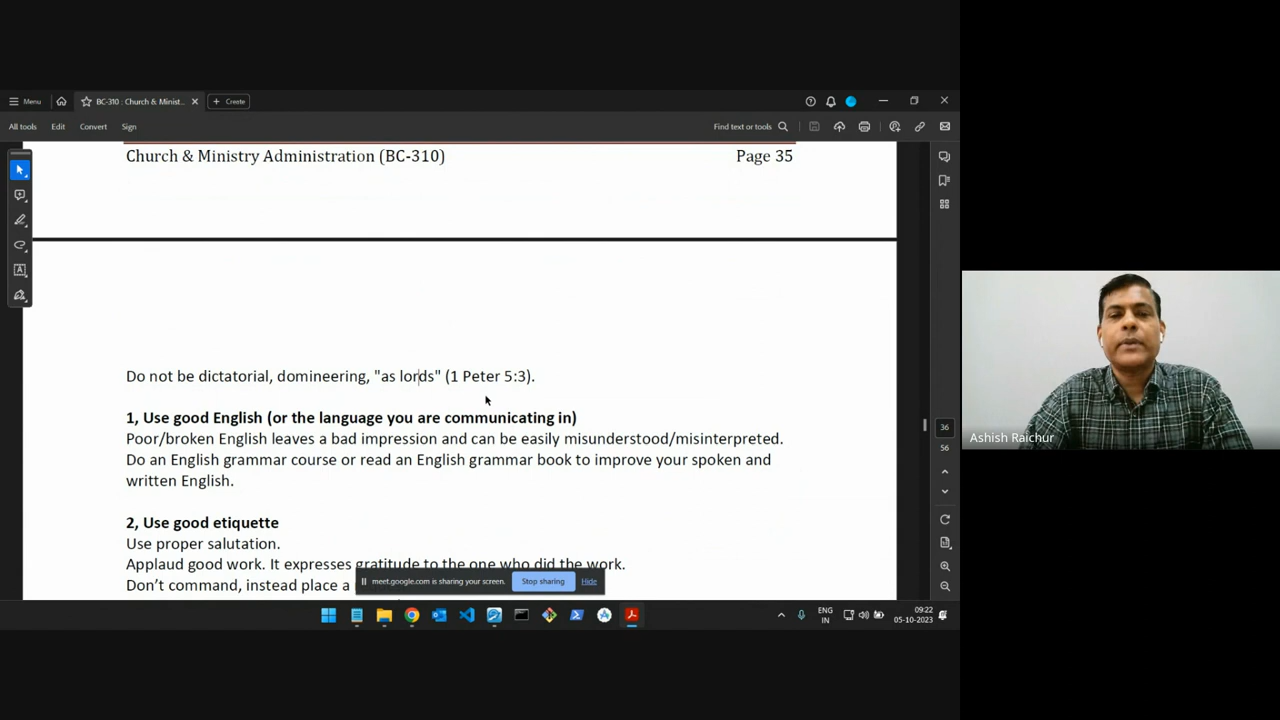 Menu
BC-310 : Church & Minist...
Create
All tools
Edit
Convert
Sign
Find text or tools
Church & Ministry Administration (BC-310) Page 35
Do not be dictatorial, domineering, "as lords" (1 Peter 5:3).
1, Use good English (or the language you are communicating in)
Poor/broken English leaves a bad impression and can be easily misunderstood/misinterpreted.
Do an English grammar course or read an English grammar book to improve your spoken and
written English.
2, Use good etiquette
Use proper salutation.
Applaud good work. It expresses gratitude to the one who did the work.
Don't command, instead place a
36
56
meet.google.com is sharing your screen.
Stop sharing
Hide
ENG
IN
09:22
05-10-2023
Ashish Raichur